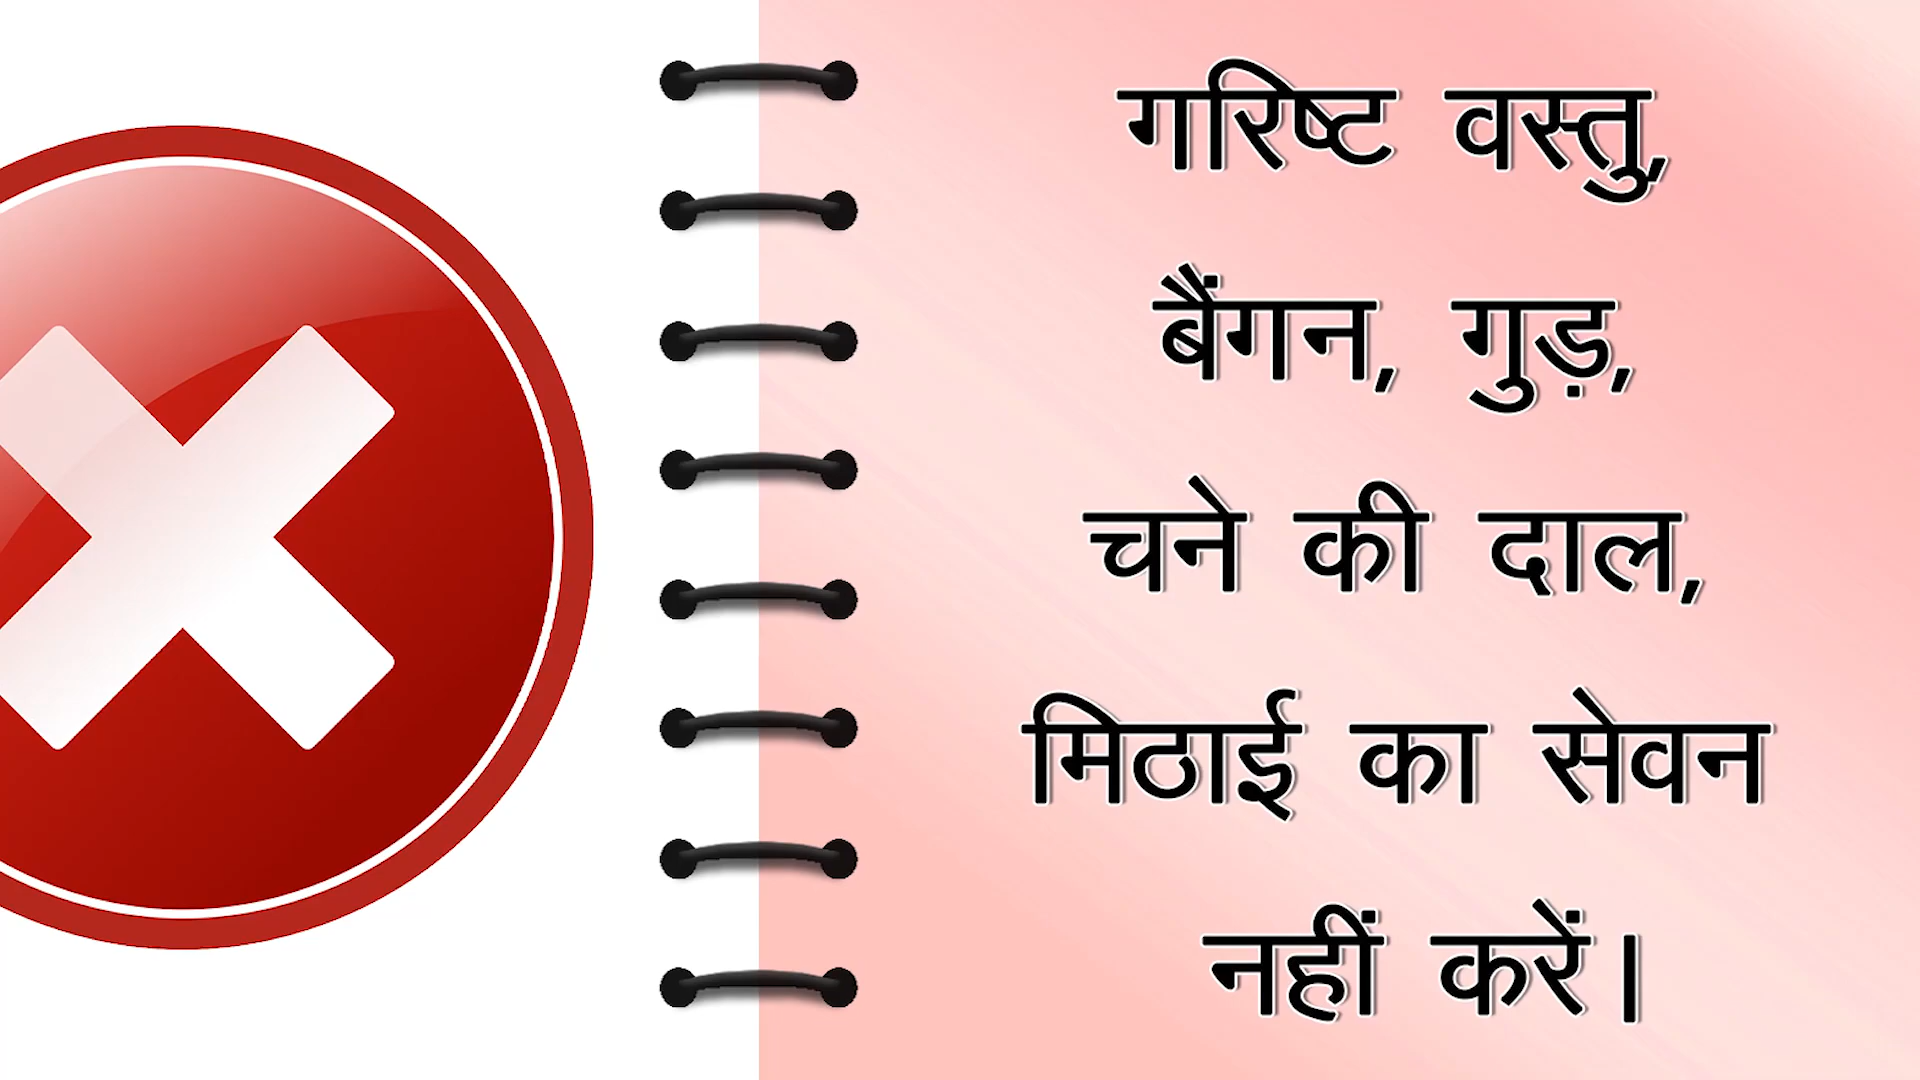 गरिष्ट वस्तु,
बैंगन, गुड़,
चने की दाल,
मिठाई का सेवन
नहीं करें।